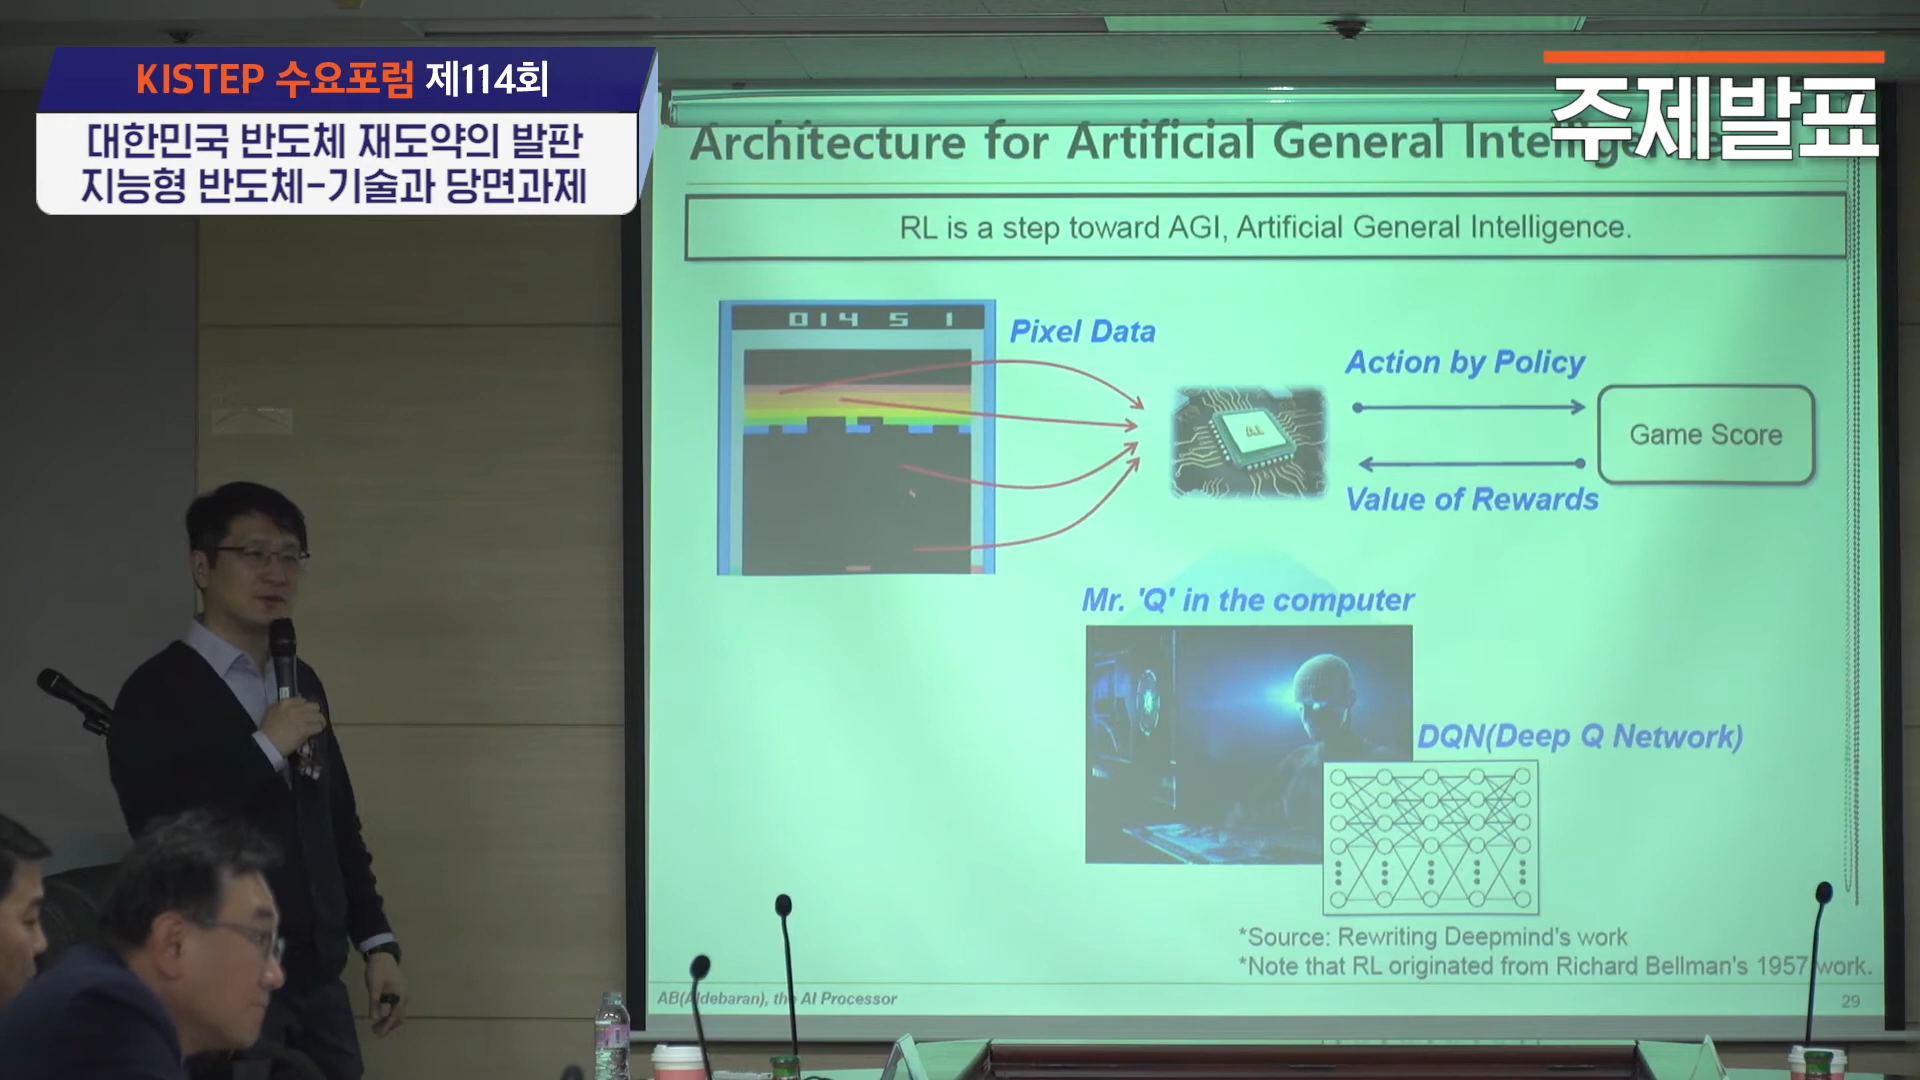 KISTEP 수요포럼 제114회
대한민국 반도체 재도약의 발판
지능형 반도체-기술과 당면과제
주제발표
Architecture for Artificial General
RL is a step toward AGI, Artificial General Intelligence.
014 5 1
Pixel Data
Action by Policy
AI
Game Score
Value of Rewards
Mr. 'Q' in the computer
DQN(Deep Q Network)
*Source: Rewriting Deepmind's work
*Note that RL originated from Richard Bellman's 1957 work.
AB(Aldebaran), the AI Processor
29